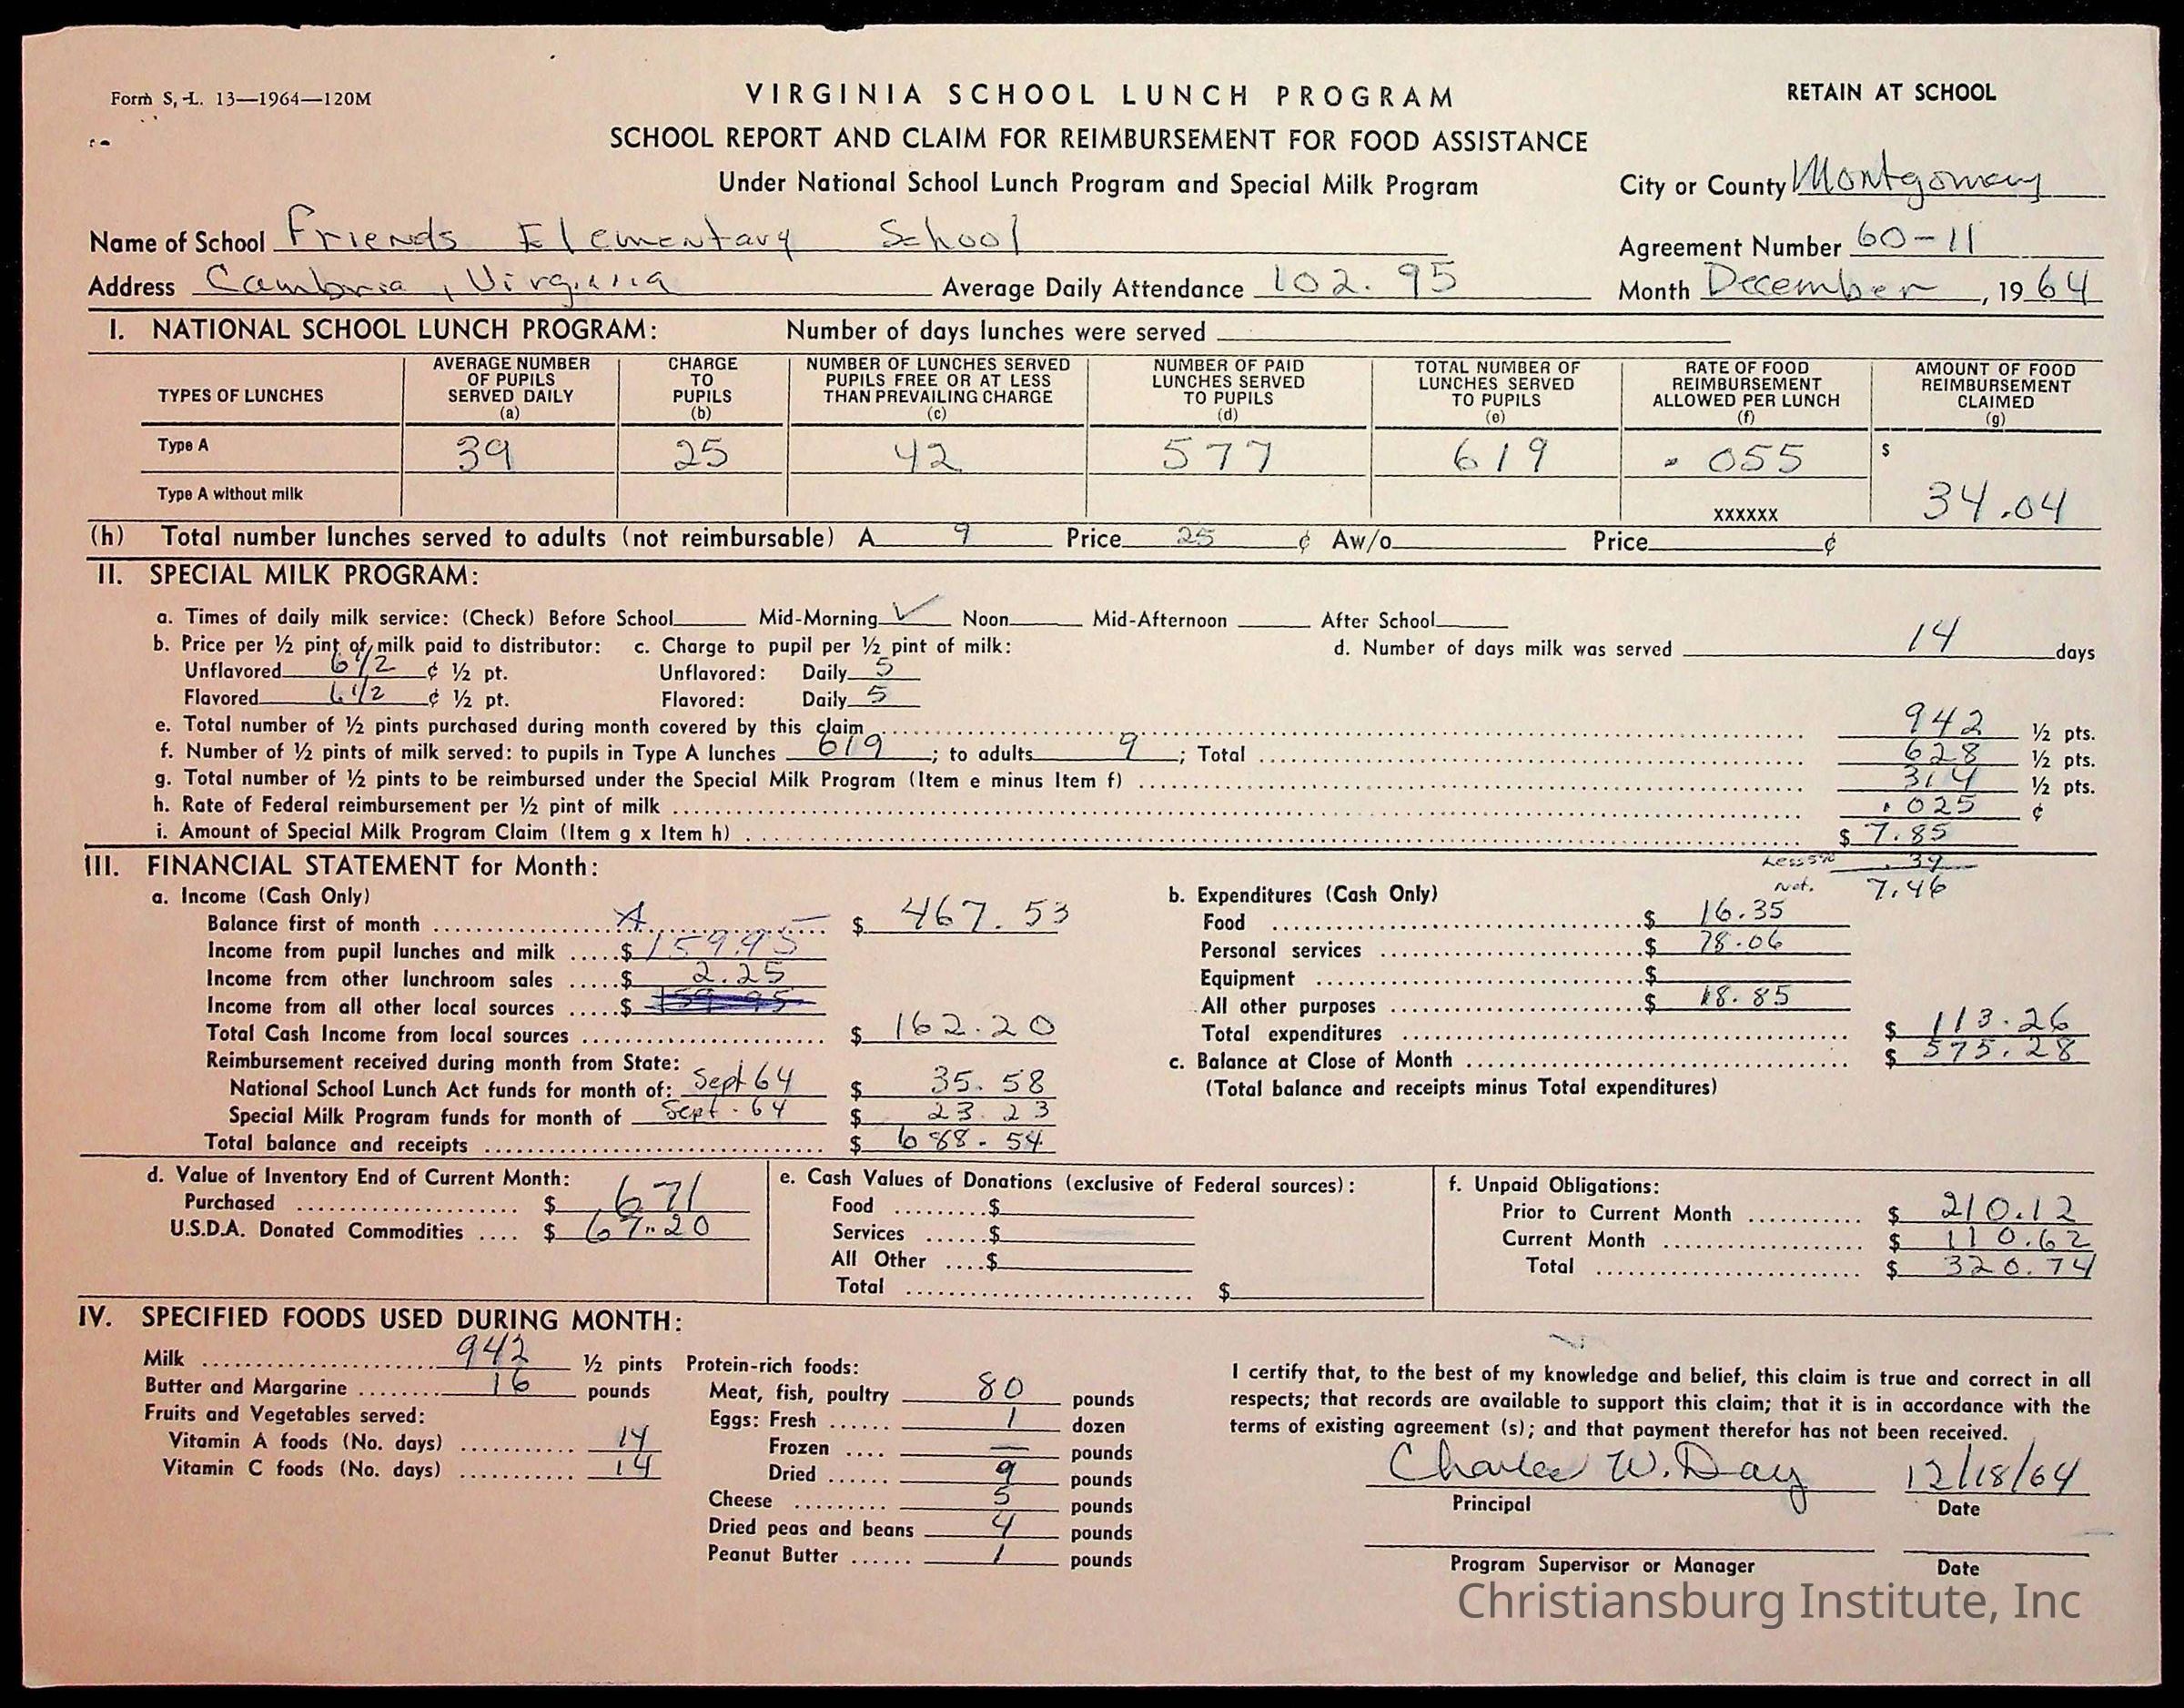 Form S, L. 13—1964—120M
VIRGINIA SCHOOL LUNCH PROGRAM
RETAIN AT SCHOOL
SCHOOL REPORT AND CLAIM FOR REIMBURSEMENT FOR FOOD ASSISTANCE
Under National School Lunch Program and Special Milk Program
City or County Montgomery
Name of School Friends Elementary School
Agreement Number 60-11
Address Cambria, Virginia Average Daily Attendance 102.95 Month December, 19 64
I. NATIONAL SCHOOL LUNCH PROGRAM: Number of days lunches were served
TYPES OF LUNCHES
AVERAGE NUMBER OF PUPILS SERVED DAILY (a)
CHARGE TO PUPILS (b)
NUMBER OF LUNCHES SERVED PUPILS FREE OR AT LESS THAN PREVAILING CHARGE (c)
NUMBER OF PAID LUNCHES SERVED TO PUPILS (d)
TOTAL NUMBER OF LUNCHES SERVED TO PUPILS (e)
RATE OF FOOD REIMBURSEMENT ALLOWED PER LUNCH (f)
AMOUNT OF FOOD REIMBURSEMENT CLAIMED (g)
Type A 39 25 42 577 619 .055 $
Type A without milk XXXXXX 34.04
(h) Total number lunches served to adults (not reimbursable) A 9 Price 25 ¢ Aw/o Price ¢
II. SPECIAL MILK PROGRAM:
a. Times of daily milk service: (Check) Before School Mid-Morning ✓ Noon Mid-Afternoon After School
b. Price per ½ pint of milk paid to distributor: c. Charge to pupil per ½ pint of milk: d. Number of days milk was served 14 days
Unflavored 6 1/2 ¢ ½ pt. Unflavored: Daily 5
Flavored 6 1/2 ¢ ½ pt. Flavored: Daily 5
e. Total number of ½ pints purchased during month covered by this claim 942 ½ pts.
f. Number of ½ pints of milk served: to pupils in Type A lunches 619; to adults 9; Total 628 ½ pts.
g. Total number of ½ pints to be reimbursed under the Special Milk Program (Item e minus Item f) 314 ½ pts.
h. Rate of Federal reimbursement per ½ pint of milk .025 ¢
i. Amount of Special Milk Program Claim (Item g x Item h) $ 7.85
Less 5% .39
Net. 7.46
III. FINANCIAL STATEMENT for Month:
a. Income (Cash Only)
Balance first of month $ 467.53
Income from pupil lunches and milk $ 159.95
Income from other lunchroom sales $ 2.25
Income from all other local sources $ 159.95
Total Cash Income from local sources $ 162.20
Reimbursement received during month from State:
National School Lunch Act funds for month of: Sept 64 $ 35.58
Special Milk Program funds for month of Sept. 64 $ 23.23
Total balance and receipts $ 688.54
b. Expenditures (Cash Only)
Food $ 16.35
Personal services $ 78.06
Equipment $
All other purposes $ 18.85
Total expenditures $ 113.26
c. Balance at Close of Month $ 575.28
(Total balance and receipts minus Total expenditures)
d. Value of Inventory End of Current Month:
Purchased $ 671
U.S.D.A. Donated Commodities $ 67.20
e. Cash Values of Donations (exclusive of Federal sources):
Food $
Services $
All Other $
Total $
f. Unpaid Obligations:
Prior to Current Month $ 210.12
Current Month $ 110.62
Total $ 320.74
IV. SPECIFIED FOODS USED DURING MONTH:
Milk 942 ½ pints
Butter and Margarine 16 pounds
Fruits and Vegetables served:
Vitamin A foods (No. days) 14
Vitamin C foods (No. days) 14
Protein-rich foods:
Meat, fish, poultry 80 pounds
Eggs: Fresh 1 dozen
Frozen — pounds
Dried 9 pounds
Cheese 5 pounds
Dried peas and beans 4 pounds
Peanut Butter 1 pounds
I certify that, to the best of my knowledge and belief, this claim is true and correct in all
respects; that records are available to support this claim; that it is in accordance with the
terms of existing agreement (s); and that payment therefor has not been received.
Charles W. Day 12/18/64
Principal Date
Program Supervisor or Manager Date
Christiansburg Institute, Inc